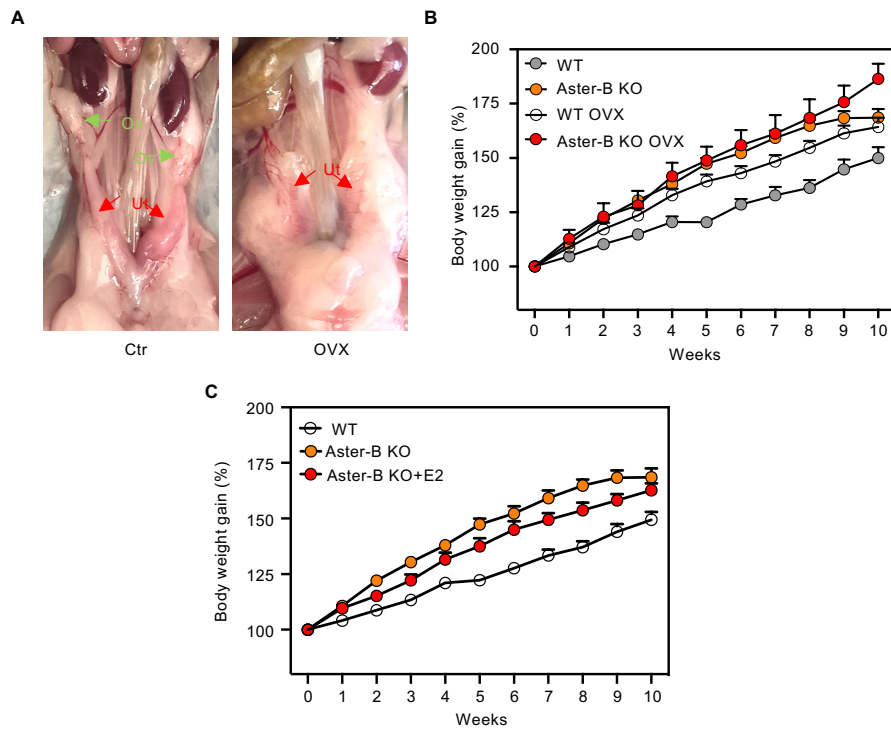 A
Ov
Ov
Ut
Ut
Ctr
OVX
B
Body weight gain (%)
200
175
150
125
100
WT
Aster-B KO
WT OVX
Aster-B KO OVX
0 1 2 3 4 5 6 7 8 9 10
Weeks
C
Body weight gain (%)
200
175
150
125
100
WT
Aster-B KO
Aster-B KO+E2
0 1 2 3 4 5 6 7 8 9 10
Weeks